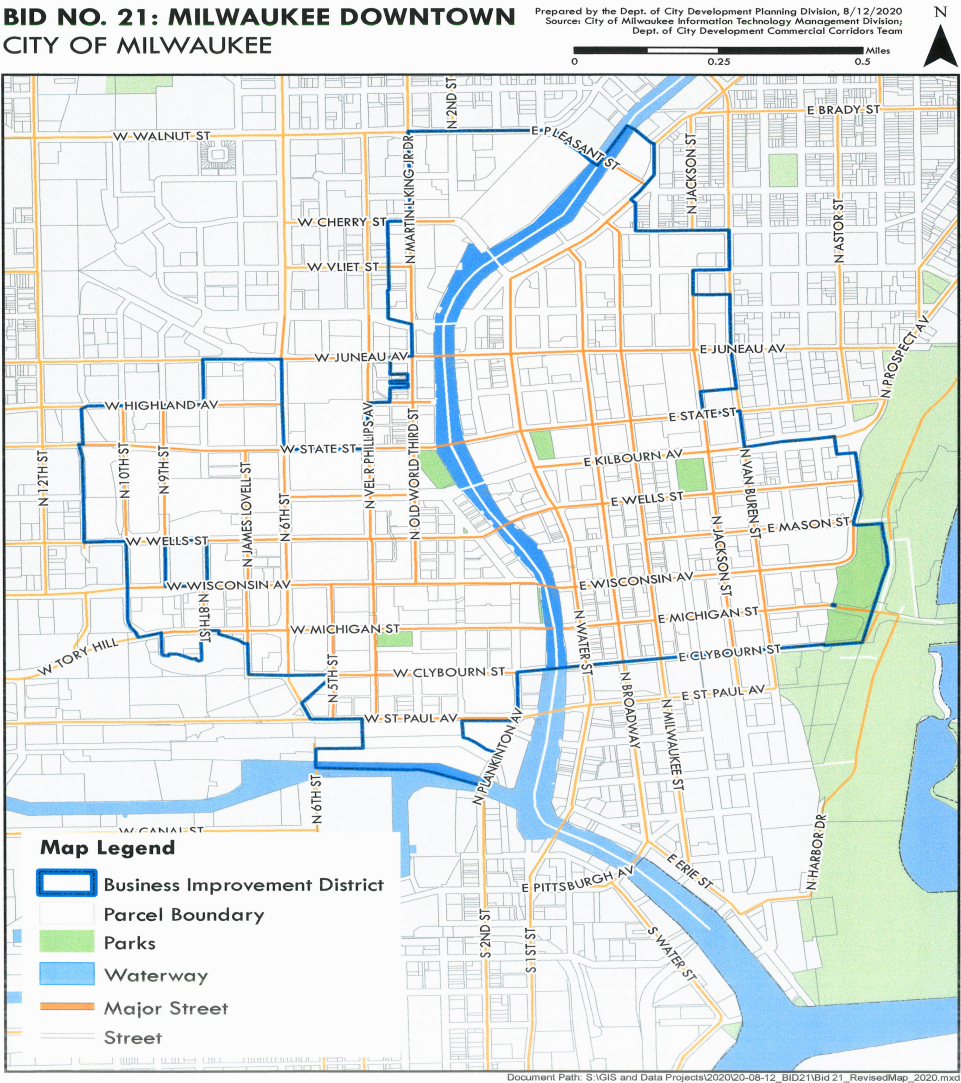 BID NO. 21: MILWAUKEE DOWNTOWN
CITY OF MILWAUKEE
Prepared by the Dept. of City Development Planning Division, 8/12/2020
Source: City of Milwaukee Information Technology Management Division;
Dept. of City Development Commercial Corridors Team
N
Miles
0 0.25 0.5
N 2ND ST
E BRADY ST
W WALNUT ST
E PLEASANT ST
N MARTIN L KING JR DR
N JACKSON ST
N ASTOR ST
W CHERRY ST
W VLIET ST
N PROSPECT AV
W JUNEAU AV
E JUNEAU AV
W HIGHLAND AV
N VEL R PHILLIPS AV
N OLD WORLD THIRD ST
E STATE ST
W STATE ST
E KILBOURN AV
N 12TH ST
N 10TH ST
N 9TH ST
N JAMES LOVELL ST
N 6TH ST
N VAN BUREN ST
E WELLS ST
N JACKSON ST
E MASON ST
W WELLS ST
W WISCONSIN AV
E WISCONSIN AV
N 8TH ST
E MICHIGAN ST
N WATER ST
W MICHIGAN ST
W TORY HILL
E CLYBOURN ST
N 5TH ST
W CLYBOURN ST
N BROADWAY
N MILWAUKEE ST
E ST PAUL AV
W ST PAUL AV
N PLANKINTON AV
N 6TH ST
W CANAL ST
N HARBOR DR
E ERIE ST
E PITTSBURGH AV
S 2ND ST
S 1ST ST
S WATER ST
Map Legend
Business Improvement District
Parcel Boundary
Parks
Waterway
Major Street
Street
Document Path: S:\GIS and Data Projects\2020\20-08-12_BID21\Bid 21_RevisedMap_2020.mxd